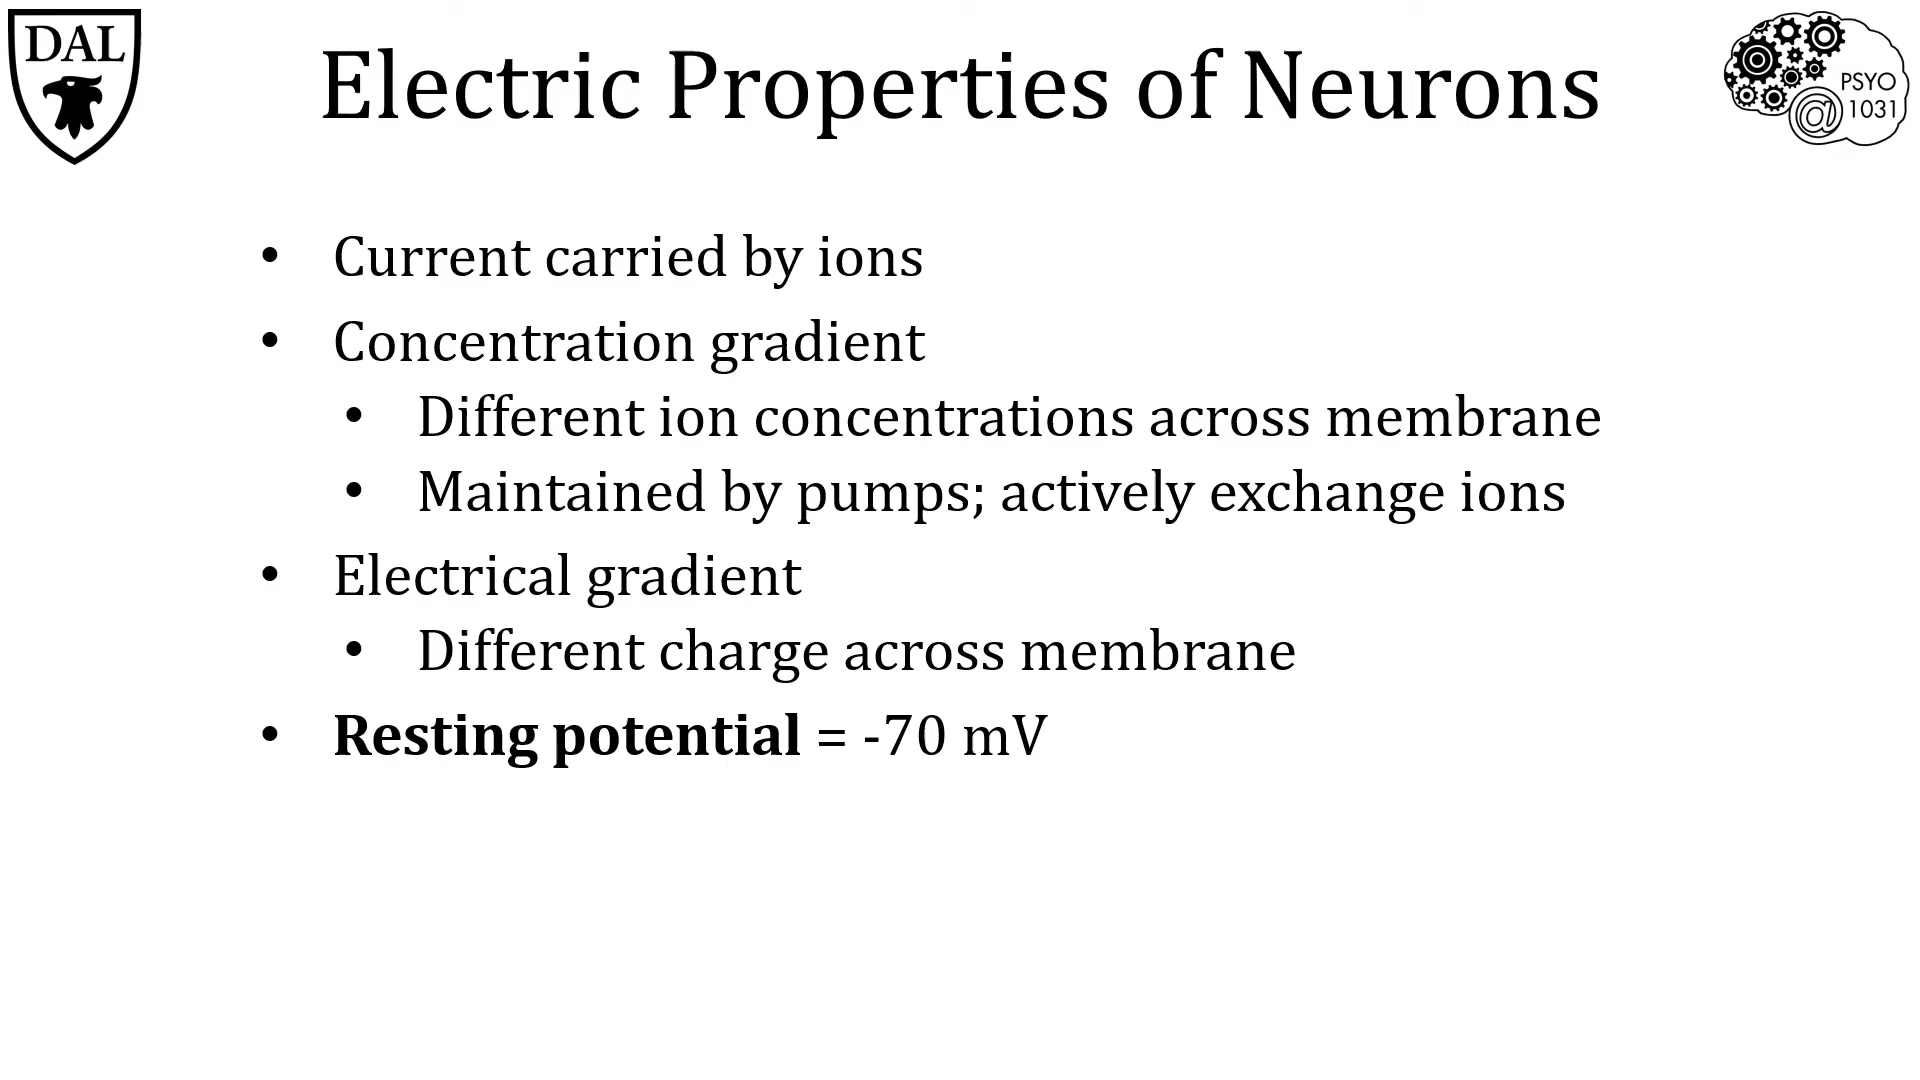 DAL
Electric Properties of Neurons
PSYO
@ 1031
• Current carried by ions
• Concentration gradient
• Different ion concentrations across membrane
• Maintained by pumps; actively exchange ions
• Electrical gradient
• Different charge across membrane
• Resting potential = -70 mV